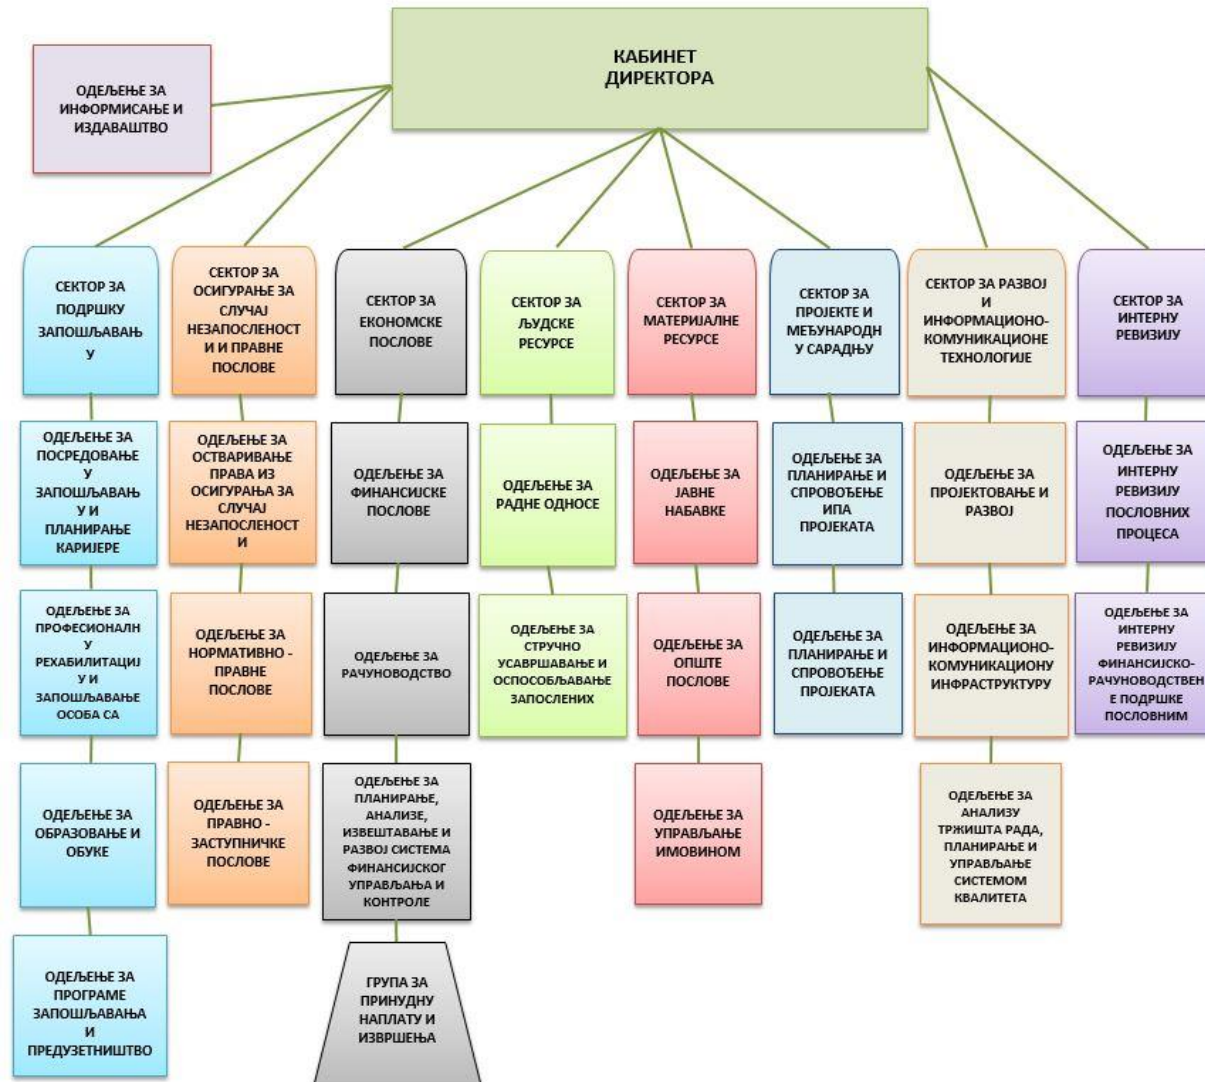 КАБИНЕТ
ДИРЕКТОРА
ОДЕЉЕЊЕ ЗА
ИНФОРМИСАЊЕ И
ИЗДАВАШТВО
СЕКТОР ЗА
ПОДРШКУ
ЗАПОШЉАВАЊ
У
СЕКТОР ЗА
ОСИГУРАЊЕ ЗА
СЛУЧАЈ
НЕЗАПОСЛЕНОСТ
И И ПРАВНЕ
ПОСЛОВЕ
СЕКТОР ЗА
ЕКОНОМСКЕ
ПОСЛОВЕ
СЕКТОР ЗА
ЉУДСКЕ
РЕСУРСЕ
СЕКТОР ЗА
МАТЕРИЈАЛНЕ
РЕСУРСЕ
СЕКТОР ЗА
ПРОЈЕКТЕ И
МЕЂУНАРОДН
У САРАДЊУ
СЕКТОР ЗА РАЗВОЈ
И
ИНФОРМАЦИОНО-
КОМУНИКАЦИОНЕ
ТЕХНОЛОГИЈЕ
СЕКТОР ЗА
ИНТЕРНУ
РЕВИЗИЈУ
ОДЕЉЕЊЕ ЗА
ПОСРЕДОВАЊЕ
У
ЗАПОШЉАВАЊ
У И
ПЛАНИРАЊЕ
КАРИЈЕРЕ
ОДЕЉЕЊЕ ЗА
ОСТВАРИВАЊЕ
ПРАВА ИЗ
ОСИГУРАЊА ЗА
СЛУЧАЈ
НЕЗАПОСЛЕНОСТ
И
ОДЕЉЕЊЕ ЗА
ФИНАНСИЈСКЕ
ПОСЛОВЕ
ОДЕЉЕЊЕ ЗА
РАДНЕ ОДНОСЕ
ОДЕЉЕЊЕ ЗА
ЈАВНЕ
НАБАВКЕ
ОДЕЉЕЊЕ ЗА
ПЛАНИРАЊЕ И
СПРОВОЂЕЊЕ
ИПА
ПРОЈЕКАТА
ОДЕЉЕЊЕ ЗА
ПРОЈЕКТОВАЊЕ И
РАЗВОЈ
ОДЕЉЕЊЕ ЗА
ИНТЕРНУ
РЕВИЗИЈУ
ПОСЛОВНИХ
ПРОЦЕСА
ОДЕЉЕЊЕ ЗА
ПРОФЕСИОНАЛН
У
РЕХАБИЛИТАЦИЈ
У И
ЗАПОШЉАВАЊЕ
ОСОБА СА
ОДЕЉЕЊЕ ЗА
НОРМАТИВНО -
ПРАВНЕ
ПОСЛОВЕ
ОДЕЉЕЊЕ ЗА
РАЧУНОВОДСТВО
ОДЕЉЕЊЕ ЗА
СТРУЧНО
УСАВРШАВАЊЕ И
ОСПОСОБЉАВАЊЕ
ЗАПОСЛЕНИХ
ОДЕЉЕЊЕ ЗА
ОПШТЕ
ПОСЛОВЕ
ОДЕЉЕЊЕ ЗА
ПЛАНИРАЊЕ И
СПРОВОЂЕЊЕ
ПРОЈЕКАТА
ОДЕЉЕЊЕ ЗА
ИНФОРМАЦИОНО-
КОМУНИКАЦИОНУ
ИНФРАСТРУКТУРУ
ОДЕЉЕЊЕ ЗА
ИНТЕРНУ
РЕВИЗИЈУ
ФИНАНСИЈСКО-
РАЧУНОВОДСТВЕН
Е ПОДРШКЕ
ПОСЛОВНИМ
ОДЕЉЕЊЕ ЗА
ОБРАЗОВАЊЕ И
ОБУКЕ
ОДЕЉЕЊЕ ЗА
ПРАВНО -
ЗАСТУПНИЧКЕ
ПОСЛОВЕ
ОДЕЉЕЊЕ ЗА
ПЛАНИРАЊЕ,
АНАЛИЗЕ,
ИЗВЕШТАВАЊЕ И
РАЗВОЈ СИСТЕМА
ФИНАНСИЈСКОГ
УПРАВЉАЊА И
КОНТРОЛЕ
ОДЕЉЕЊЕ ЗА
УПРАВЉАЊЕ
ИМОВИНОМ
ОДЕЉЕЊЕ ЗА
АНАЛИЗУ
ТРЖИШТА РАДА,
ПЛАНИРАЊЕ И
УПРАВЉАЊЕ
СИСТЕМОМ
КВАЛИТЕТА
ОДЕЉЕЊЕ ЗА
ПРОГРАМЕ
ЗАПОШЉАВАЊА
И
ПРЕДУЗЕТНИШТВО
ГРУПА ЗА
ПРИНУДНУ
НАПЛАТУ И
ИЗВРШЕЊА